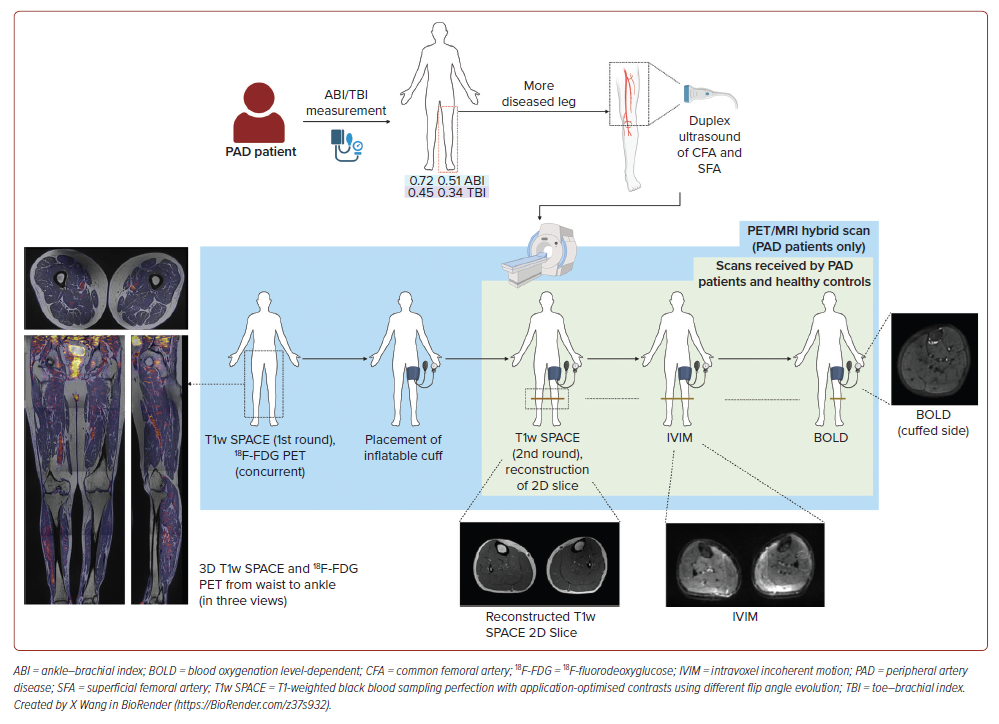 ABI/TBI
measurement
PAD patient
0.72 0.51 ABI
0.45 0.34 TBI
More
diseased leg
Duplex
ultrasound
of CFA and
SFA
PET/MRI hybrid scan
(PAD patients only)
Scans received by PAD
patients and healthy controls
T1w SPACE (1st round),
¹⁸F-FDG PET
(concurrent)
Placement of
inflatable cuff
T1w SPACE
(2nd round),
reconstruction
of 2D slice
IVIM
BOLD
BOLD
(cuffed side)
3D T1w SPACE and ¹⁸F-FDG
PET from waist to ankle
(in three views)
Reconstructed T1w
SPACE 2D Slice
IVIM
ABI = ankle–brachial index; BOLD = blood oxygenation level-dependent; CFA = common femoral artery; ¹⁸F-FDG = ¹⁸F-fluorodeoxyglucose; IVIM = intravoxel incoherent motion; PAD = peripheral artery
disease; SFA = superficial femoral artery; T1w SPACE = T1-weighted black blood sampling perfection with application-optimised contrasts using different flip angle evolution; TBI = toe–brachial index.
Created by X Wang in BioRender (https://BioRender.com/z37s932).